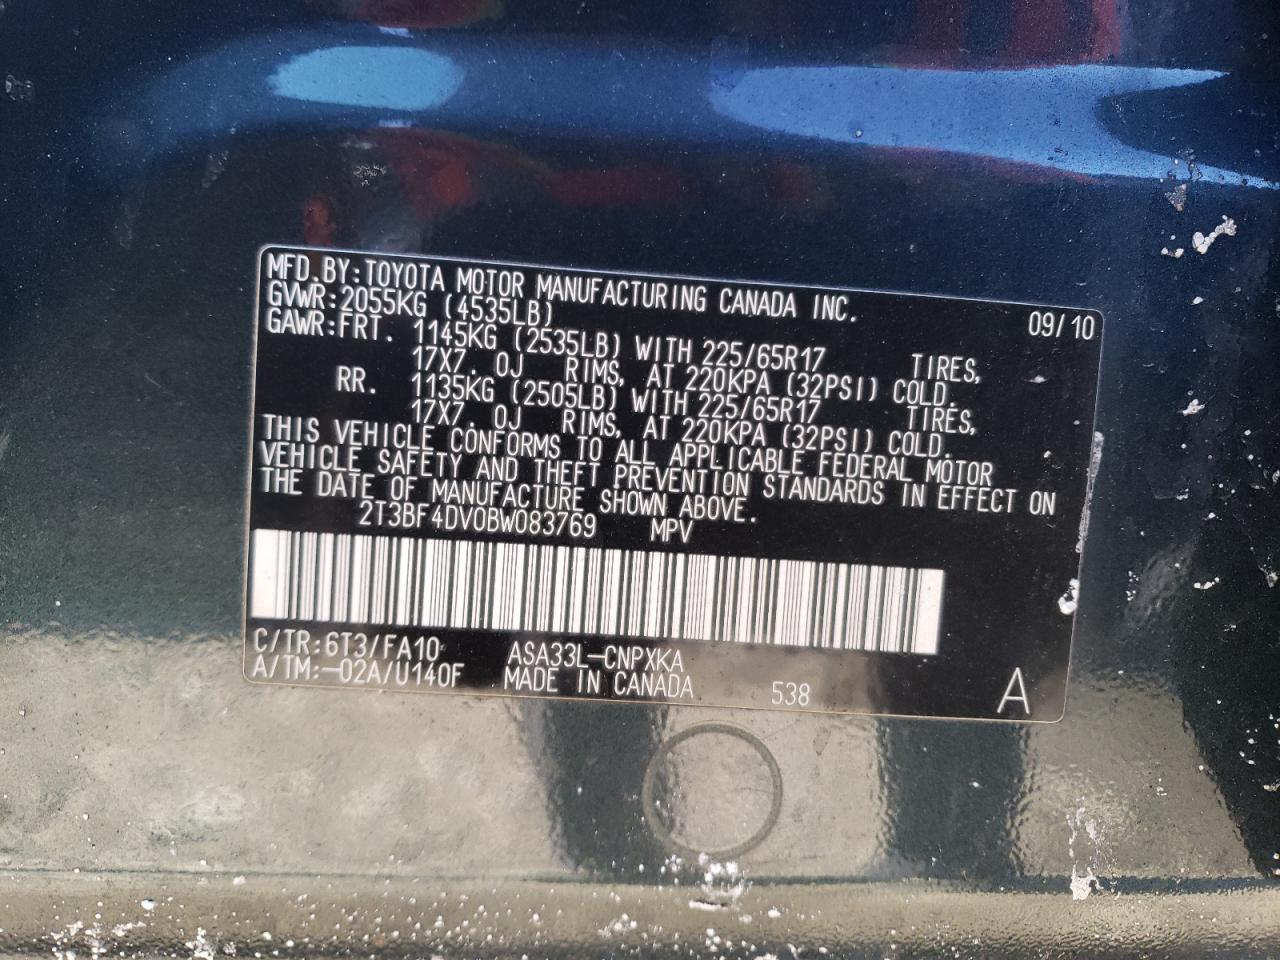 MFD.BY:TOYOTA MOTOR MANUFACTURING CANADA INC.
GVWR:2055KG (4535LB) 09/10
GAWR:FRT. 1145KG (2535LB) WITH 225/65R17 TIRES,
17X7.0J RIMS, AT 220KPA (32PSI) COLD.
RR. 1135KG (2505LB) WITH 225/65R17 TIRES,
17X7.0J RIMS, AT 220KPA (32PSI) COLD.
THIS VEHICLE CONFORMS TO ALL APPLICABLE FEDERAL MOTOR
VEHICLE SAFETY AND THEFT PREVENTION STANDARDS IN EFFECT ON
THE DATE OF MANUFACTURE SHOWN ABOVE.
2T3BF4DV0BW083769 MPV
C/TR:6T3/FA10 ASA33L-CNPXKA
A/TM:-02A/U140F MADE IN CANADA 538 A